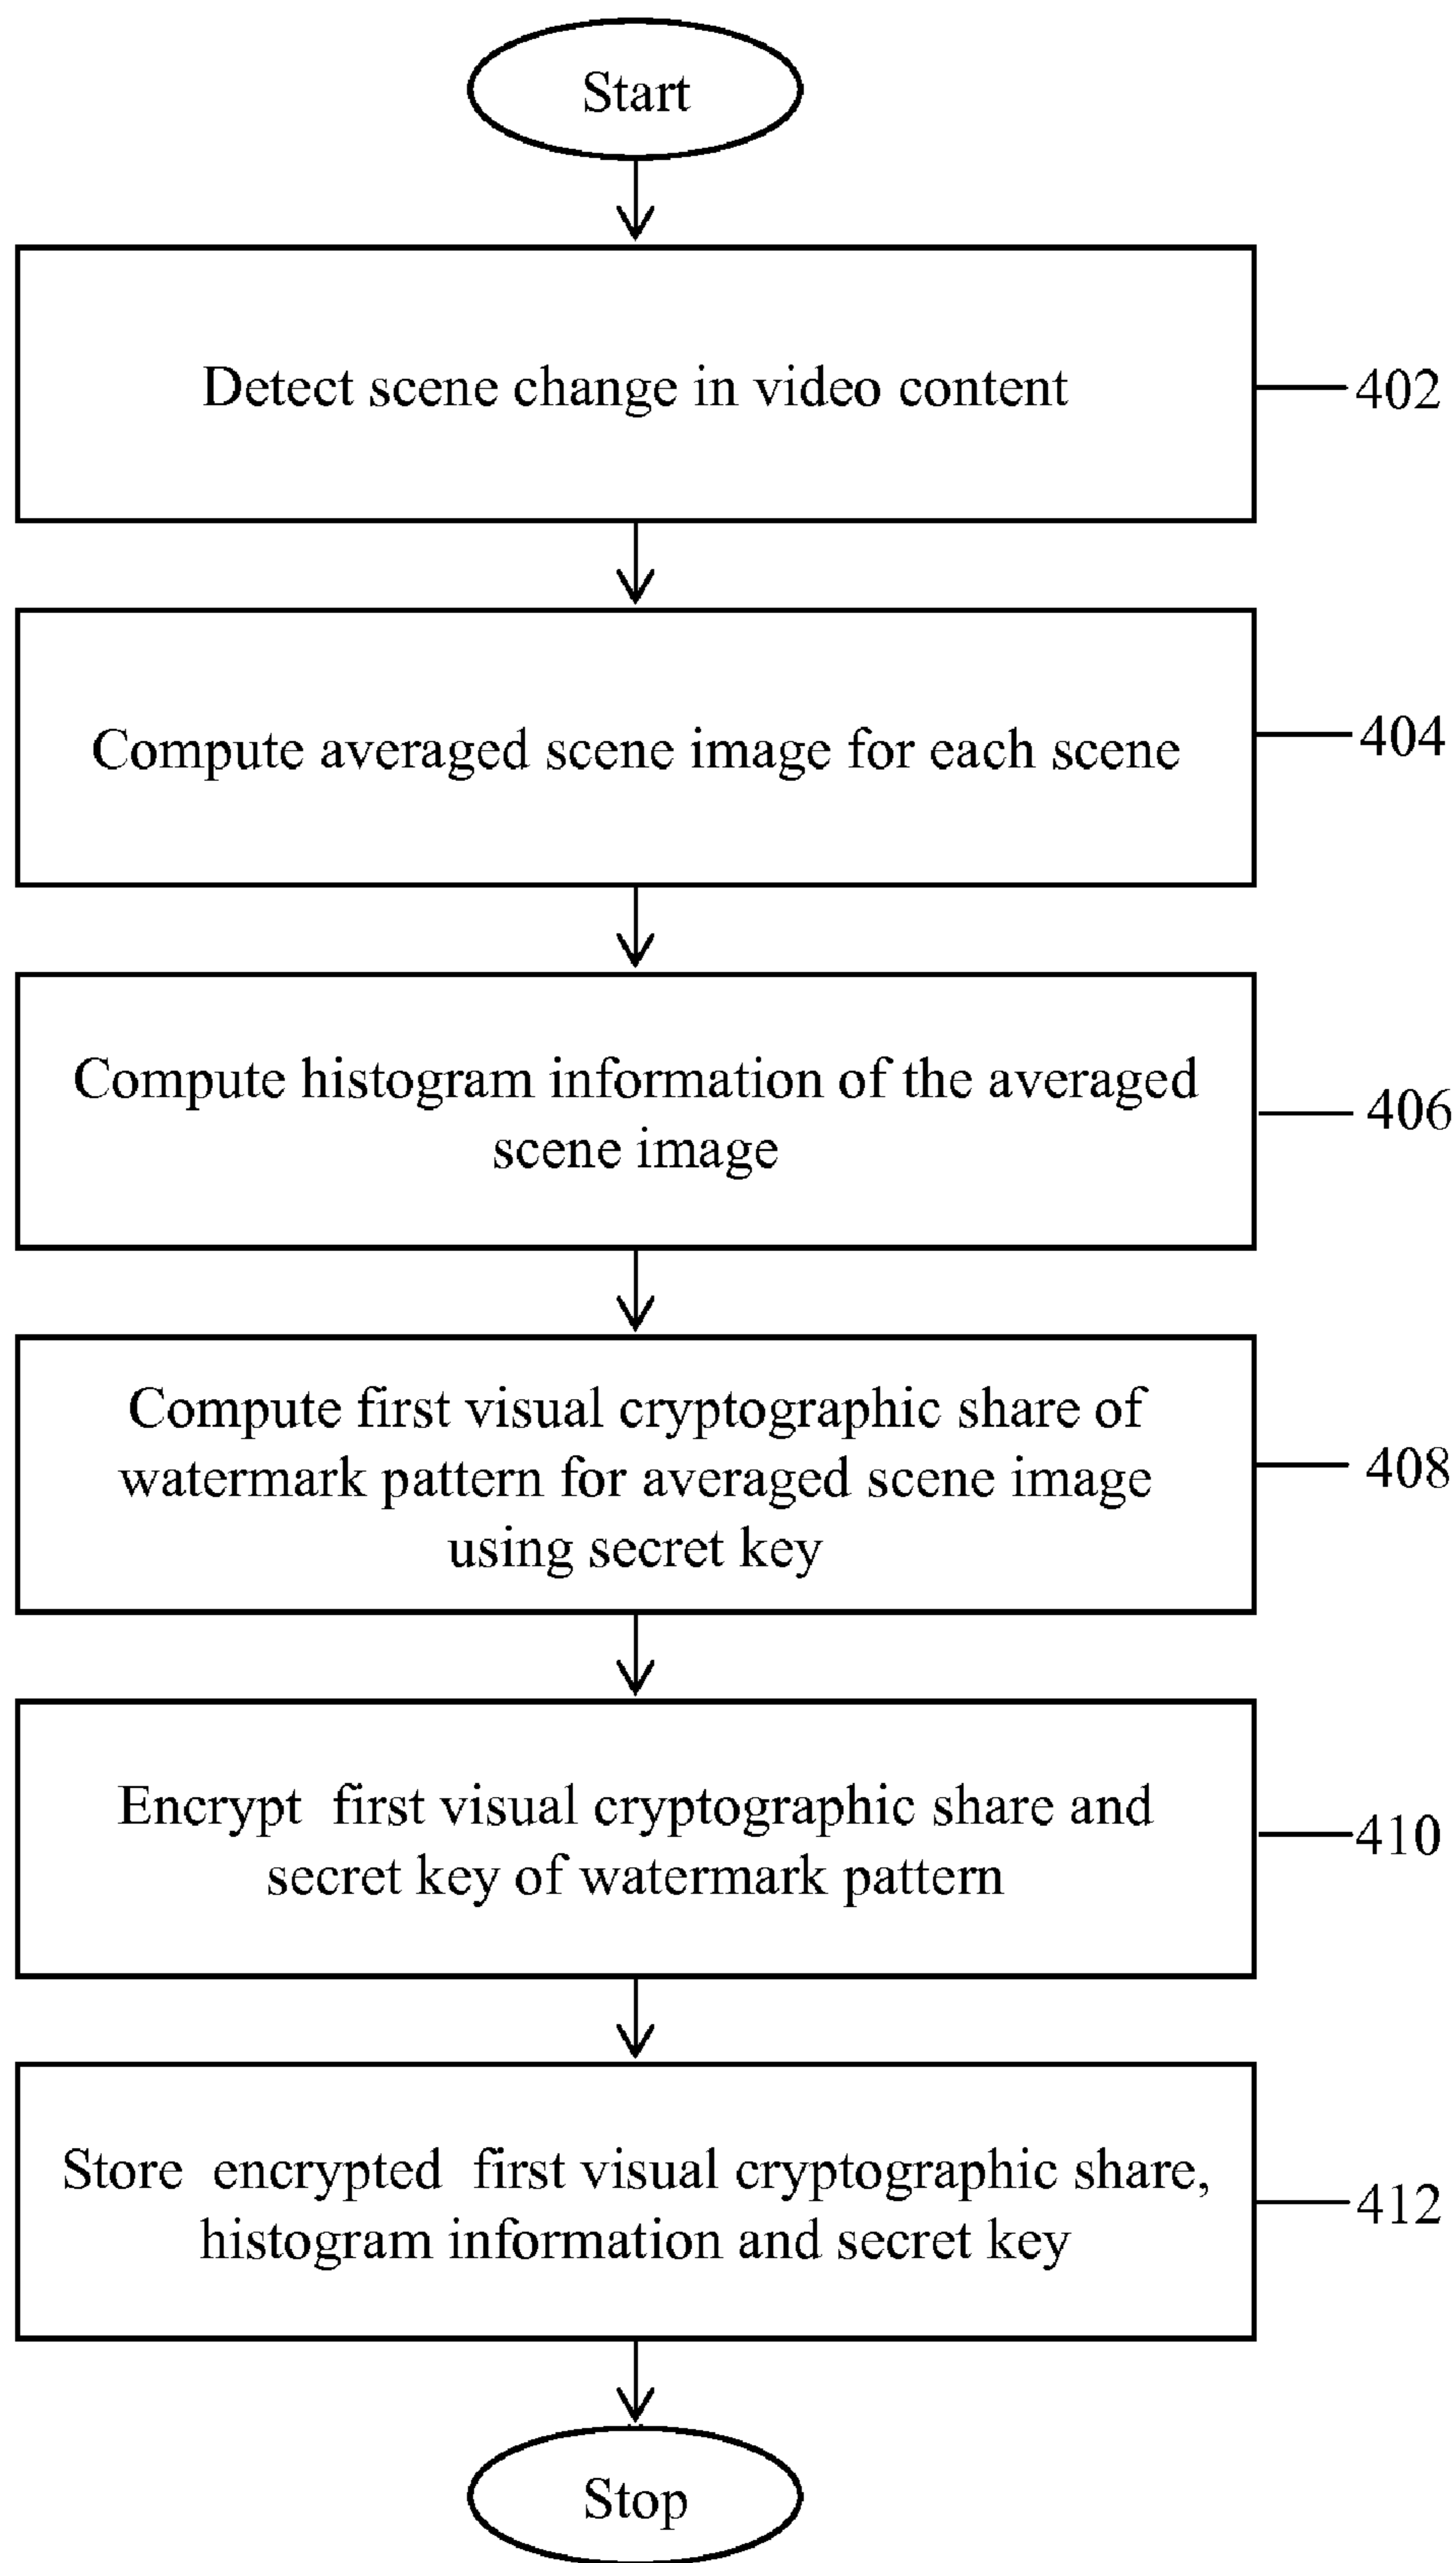 Start
Detect scene change in video content
402
Compute averaged scene image for each scene
404
Compute histogram information of the averaged
scene image
406
Compute first visual cryptographic share of
watermark pattern for averaged scene image
using secret key
408
Encrypt first visual cryptographic share and
secret key of watermark pattern
410
Store encrypted first visual cryptographic share,
histogram information and secret key
412
Stop